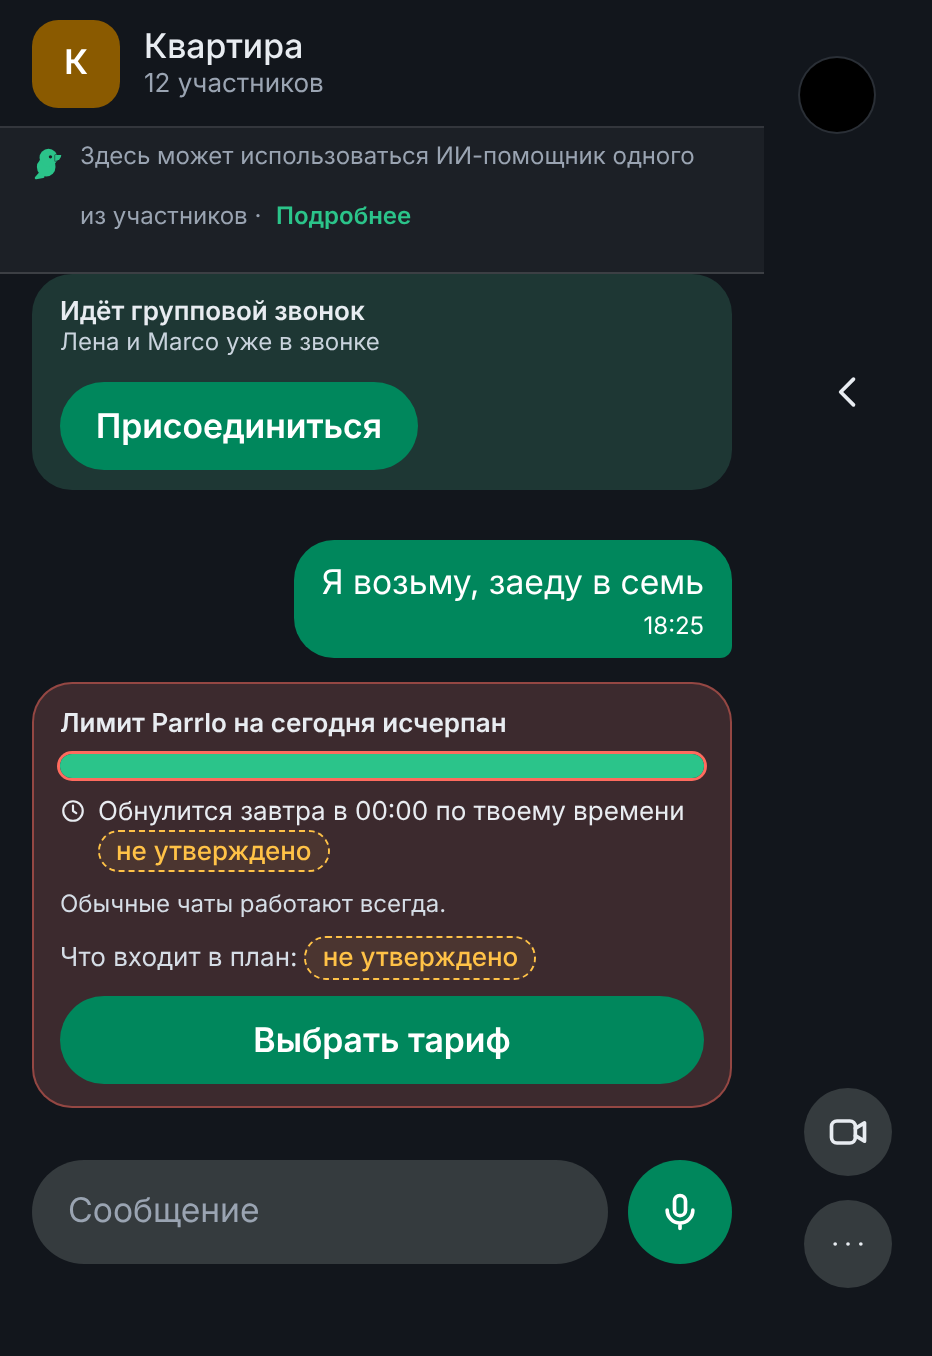 К
Квартира
12 участников
Здесь может использоваться ИИ-помощник одного
из участников · Подробнее
Идёт групповой звонок
Лена и Marco уже в звонке
Присоединиться
Я возьму, заеду в семь
18:25
Лимит Parrlo на сегодня исчерпан
Обнулится завтра в 00:00 по твоему времени
не утверждено
Обычные чаты работают всегда.
Что входит в план: не утверждено
Выбрать тариф
Сообщение